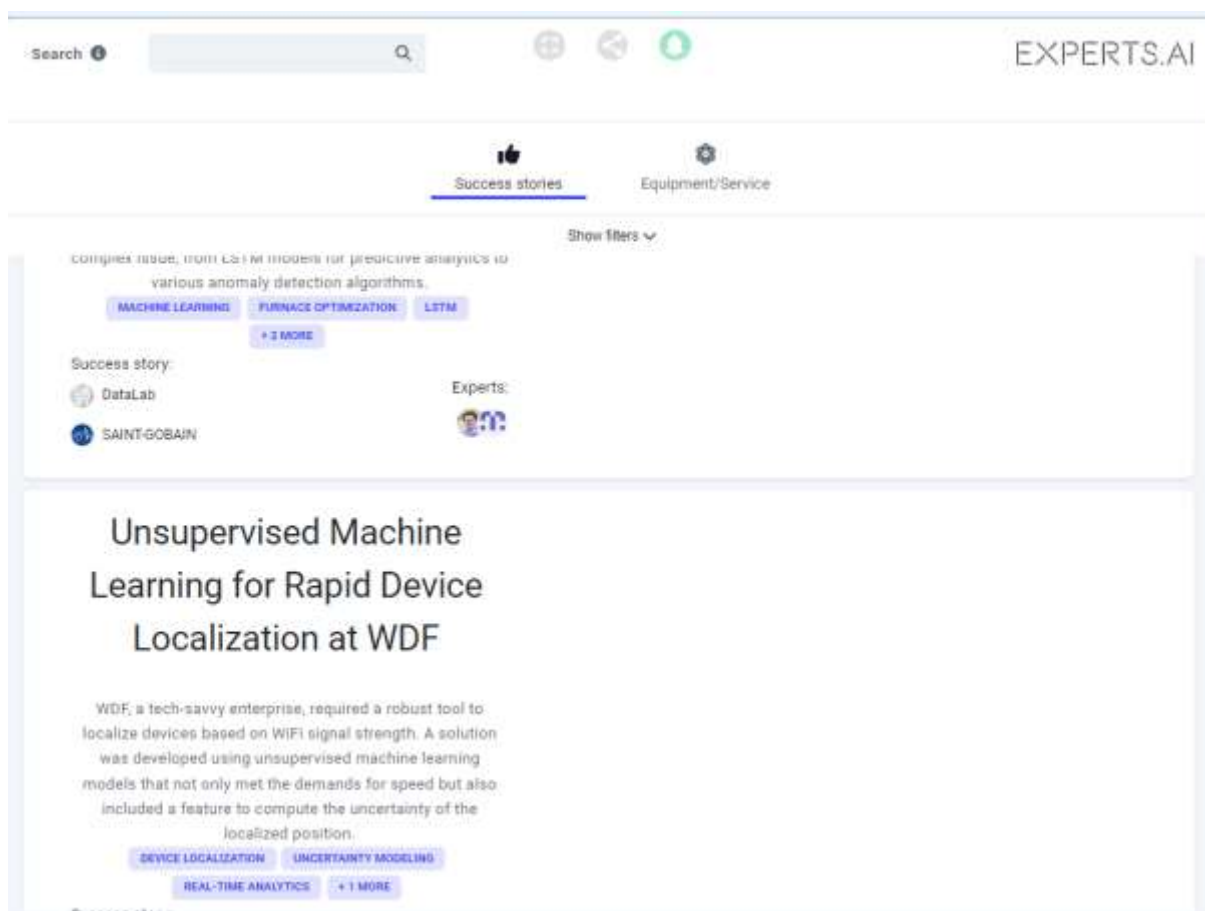 Search
EXPERTS.AI
Success stories
Equipment/Service
Show filters
complex issue, from LSTM models for predictive analytics to
various anomaly detection algorithms.
MACHINE LEARNING FURNACE OPTIMIZATION LSTM
+ 3 MORE
Success story:
DataLab
Experts:
SAINT-GOBAIN
Unsupervised Machine
Learning for Rapid Device
Localization at WDF
WDF, a tech-savvy enterprise, required a robust tool to
localize devices based on WiFi signal strength. A solution
was developed using unsupervised machine learning
models that not only met the demands for speed but also
included a feature to compute the uncertainty of the
localized position.
DEVICE LOCALIZATION UNCERTAINTY MODELING
REAL-TIME ANALYTICS + 1 MORE